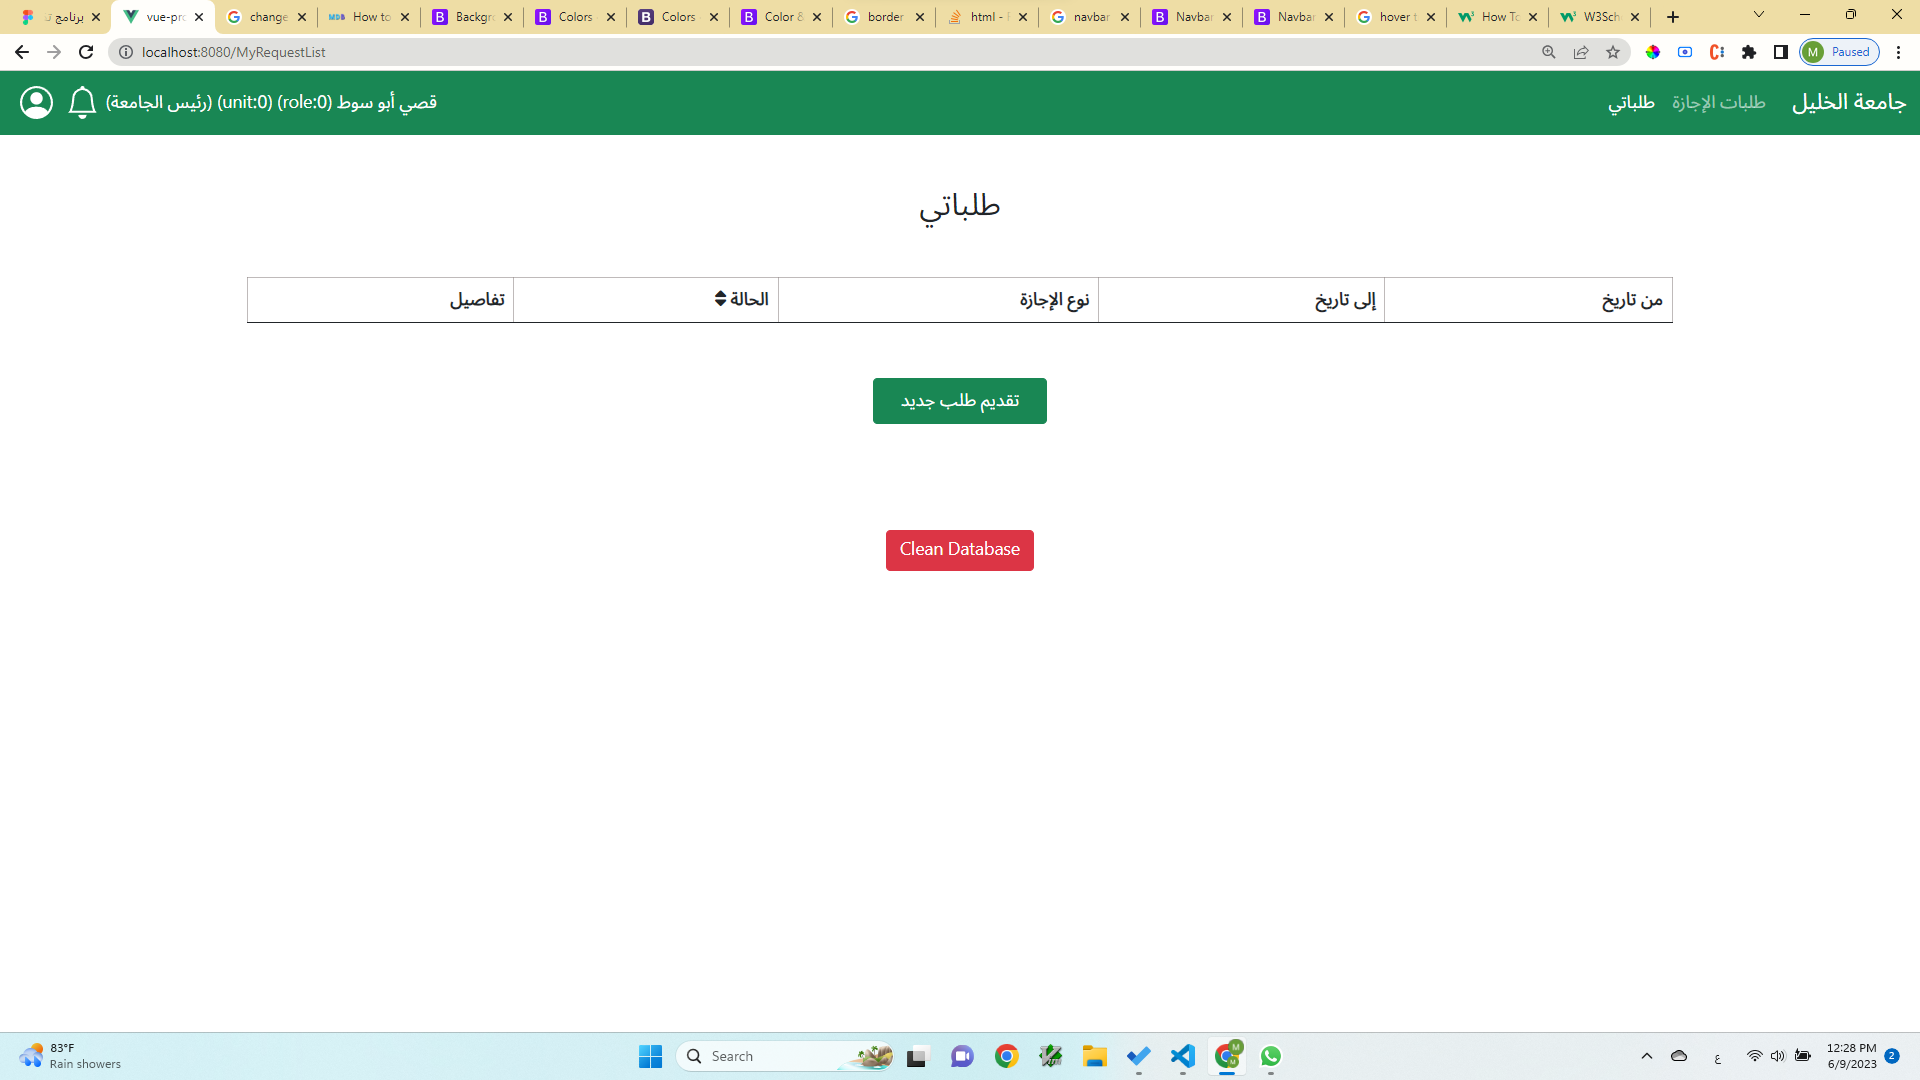 برنامج تد
vue-pro
change
How to
Backgro
Colors
Colors
Color &
border
html -
navbar
Navbar
Navbar
hover t
How To
W3Sch
localhost:8080/MyRequestList
M Paused
جامعة الخليل
طلبات الإجازة
طلباتي
قصي أبو سوط (role:0) (unit:0) (رئيس الجامعة)
طلباتي
من تاريخ
إلى تاريخ
نوع الإجازة
الحالة
تفاصيل
تقديم طلب جديد
Clean Database
83°F
Rain showers
Search
ع
12:28 PM
6/9/2023
2